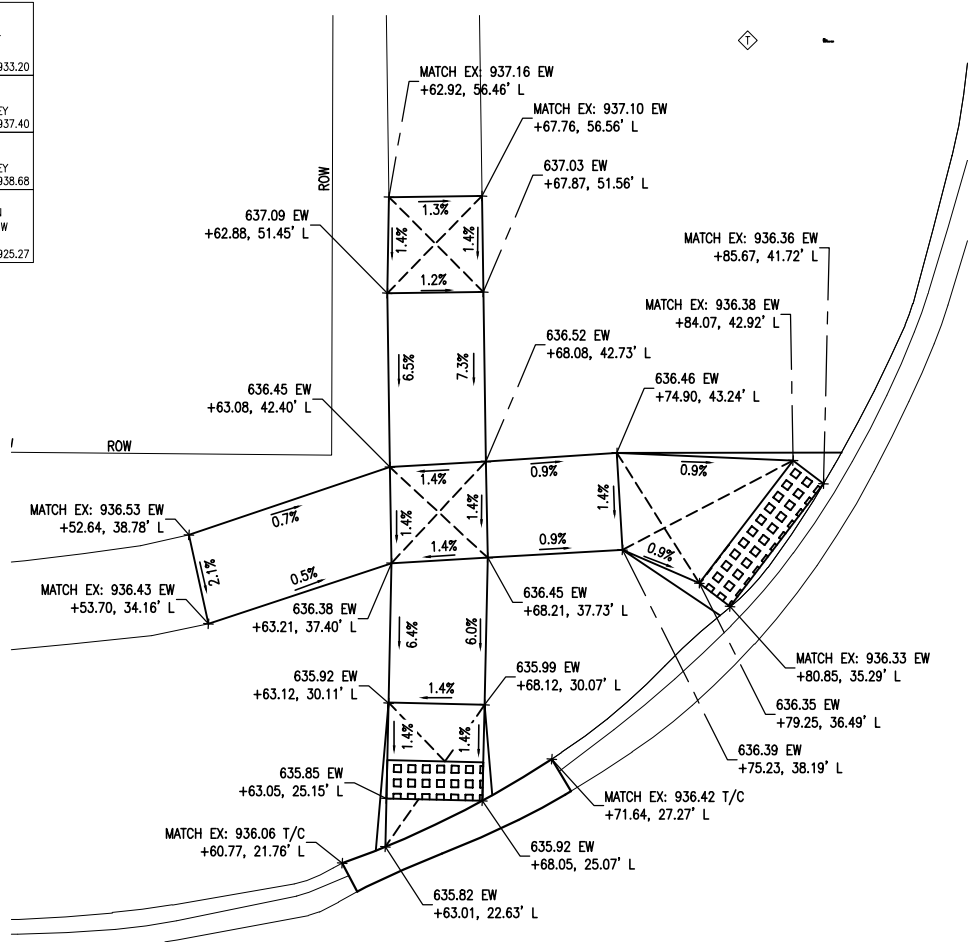 933.20
EY
937.40
EY
938.68
W
925.27
T
MATCH EX: 937.16 EW
+62.92, 56.46' L
MATCH EX: 937.10 EW
+67.76, 56.56' L
637.03 EW
+67.87, 51.56' L
637.09 EW
+62.88, 51.45' L
ROW
1.3%
1.4%
1.4%
1.2%
MATCH EX: 936.36 EW
+85.67, 41.72' L
MATCH EX: 936.38 EW
+84.07, 42.92' L
636.52 EW
+68.08, 42.73' L
6.5%
7.3%
636.45 EW
+63.08, 42.40' L
636.46 EW
+74.90, 43.24' L
ROW
1.4%
0.9%
0.9%
MATCH EX: 936.53 EW
+52.64, 38.78' L
0.7%
1.4%
1.4%
1.4%
1.4%
0.9%
0.9%
2.1%
0.5%
MATCH EX: 936.43 EW
+53.70, 34.16' L
636.38 EW
+63.21, 37.40' L
636.45 EW
+68.21, 37.73' L
6.4%
6.0%
MATCH EX: 936.33 EW
+80.85, 35.29' L
635.92 EW
+63.12, 30.11' L
1.4%
635.99 EW
+68.12, 30.07' L
636.35 EW
+79.25, 36.49' L
1.4%
1.4%
636.39 EW
+75.23, 38.19' L
635.85 EW
+63.05, 25.15' L
MATCH EX: 936.42 T/C
+71.64, 27.27' L
MATCH EX: 936.06 T/C
+60.77, 21.76' L
635.92 EW
+68.05, 25.07' L
635.82 EW
+63.01, 22.63' L